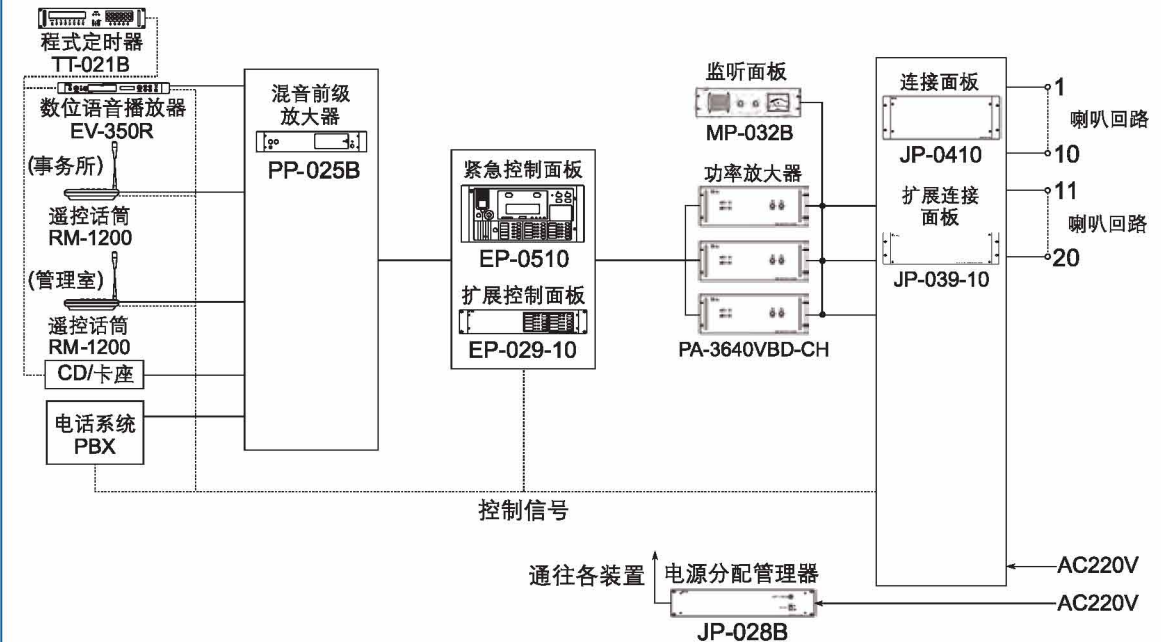 程式定时器
TT-021B
数位语音播放器
EV-350R
(事务所)
遥控话筒
RM-1200
(管理室)
遥控话筒
RM-1200
CD/卡座
电话系统
PBX
混音前级
放大器
PP-025B
紧急控制面板
EP-0510
扩展控制面板
EP-029-10
监听面板
MP-032B
功率放大器
PA-3640VBD-CH
连接面板
JP-0410
扩展连接
面板
JP-039-10
1
喇叭回路
10
11
喇叭回路
20
控制信号
通往各装置
电源分配管理器
JP-028B
AC220V
AC220V